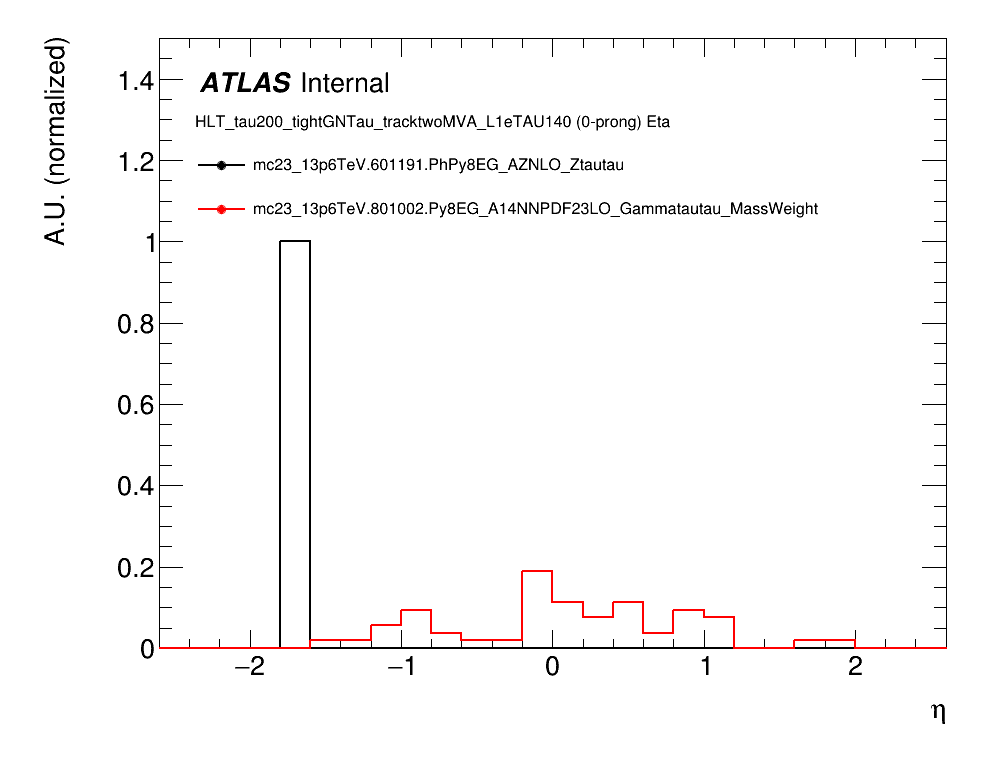 A.U. (normalized)
ATLAS Internal
HLT_tau200_tightGNTau_tracktwoMVA_L1eTAU140 (0-prong) Eta
mc23_13p6TeV.601191.PhPy8EG_AZNLO_Ztautau
mc23_13p6TeV.801002.Py8EG_A14NNPDF23LO_Gammatautau_MassWeight
1.4
1.2
1
0.8
0.6
0.4
0.2
0
−2 −1 0 1 2
η